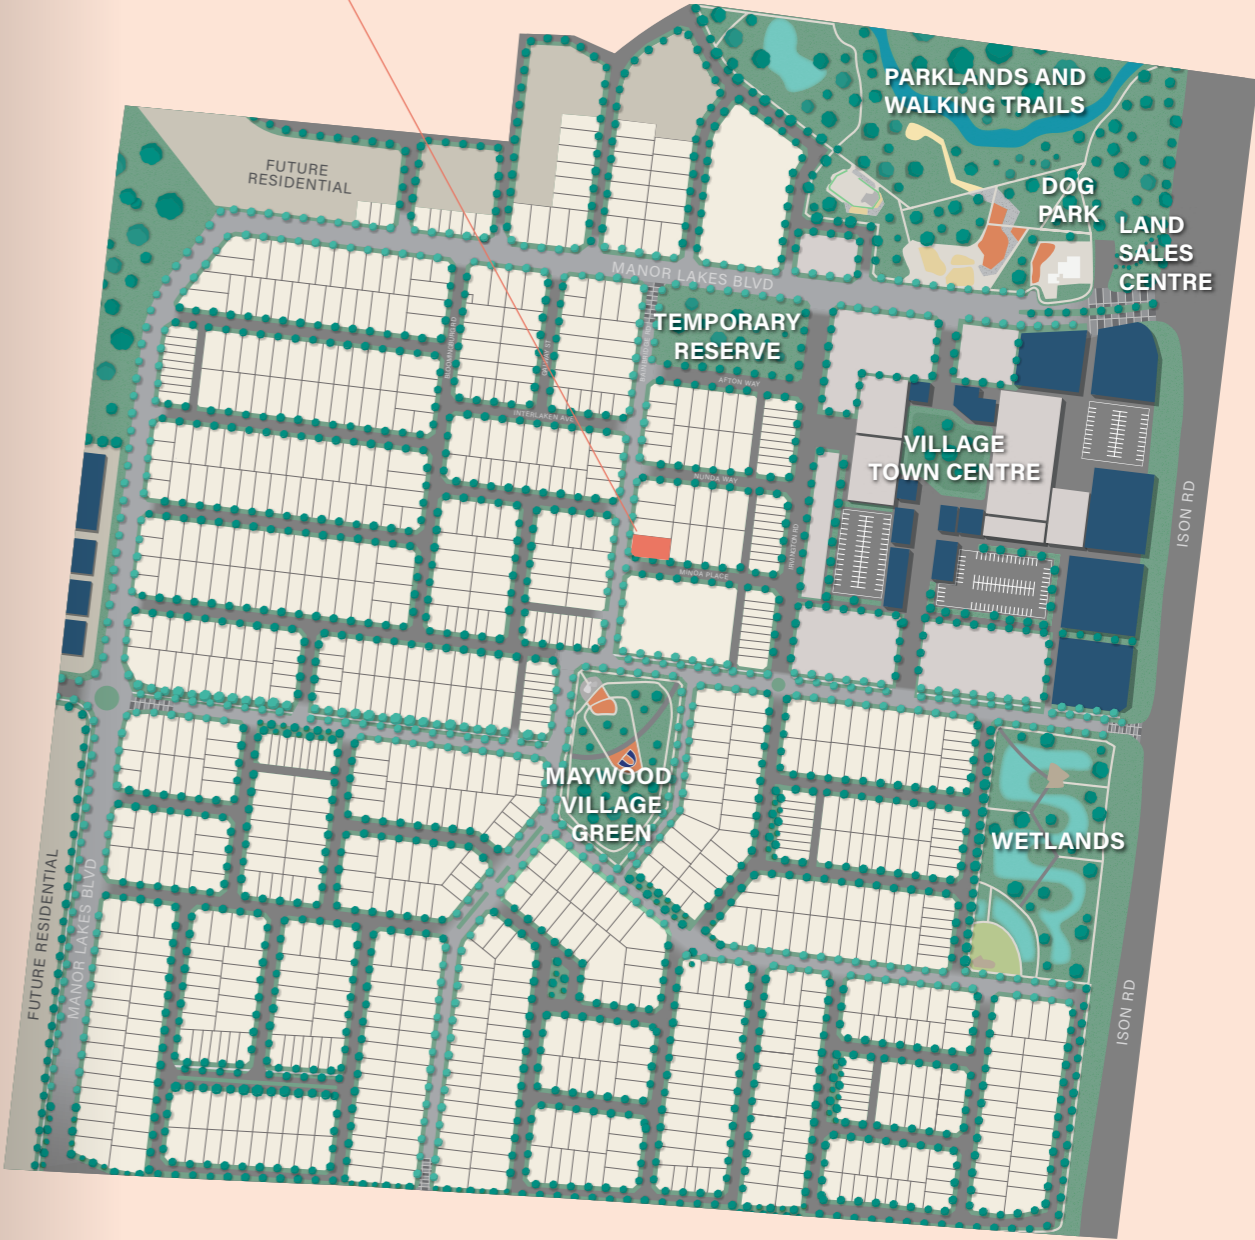 PARKLANDS AND
WALKING TRAILS
FUTURE
RESIDENTIAL
DOG
PARK
LAND
SALES
CENTRE
MANOR LAKES BLVD
TEMPORARY
RESERVE
AFTON WAY
INTERLAKEN AVE
VILLAGE
TOWN CENTRE
NUNDA WAY
ISON RD
MINOA PLACE
MAYWOOD
VILLAGE
GREEN
WETLANDS
FUTURE RESIDENTIAL
MANOR LAKES BLVD
ISON RD